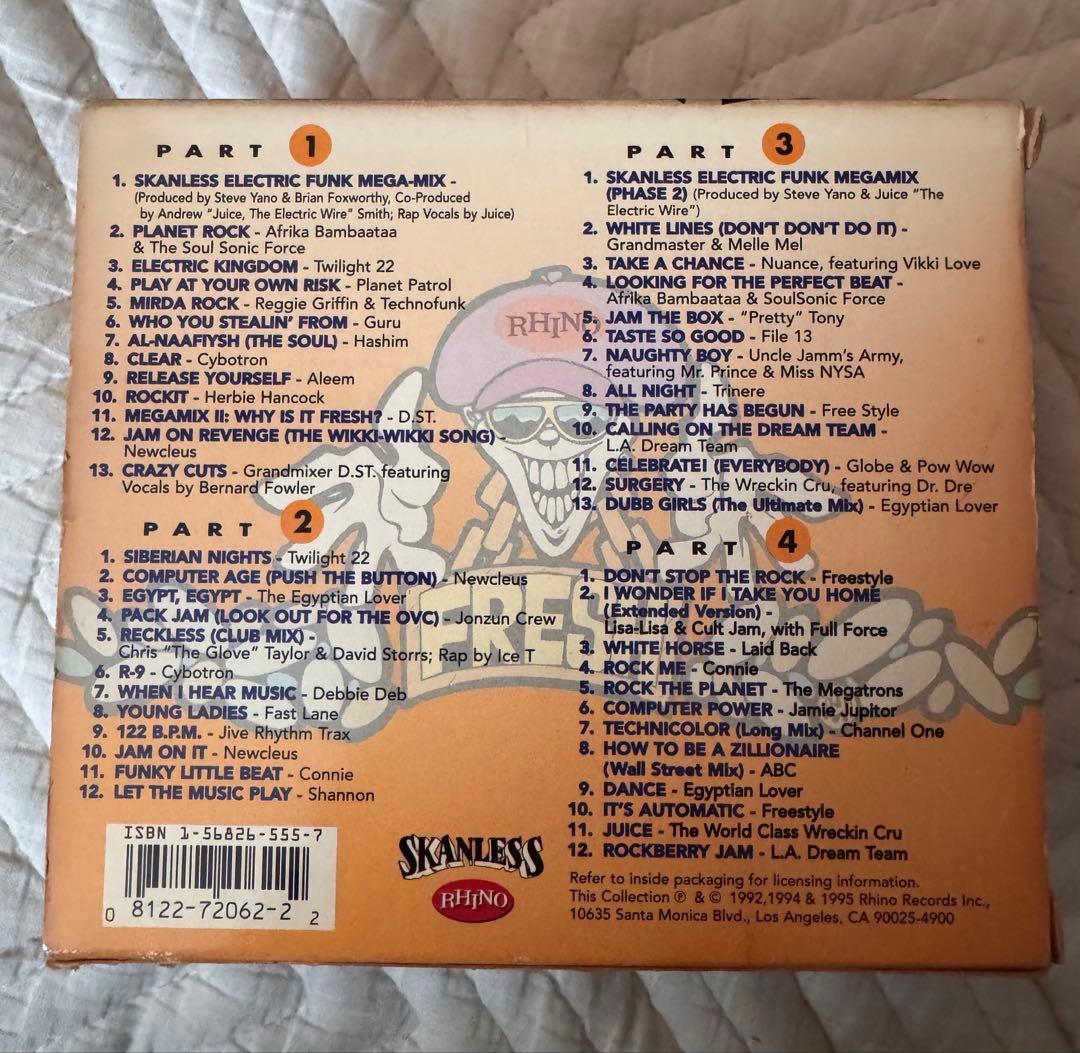 PART 1
1. SKANLESS ELECTRIC FUNK MEGA-MIX -
(Produced by Steve Yano & Brian Foxworthy, Co-Produced
by Andrew "Juice, The Electric Wire" Smith; Rap Vocals by Juice)
2. PLANET ROCK - Afrika Bambaataa
& The Soul Sonic Force
3. ELECTRIC KINGDOM - Twilight 22
4. PLAY AT YOUR OWN RISK - Planet Patrol
5. MIRDA ROCK - Reggie Griffin & Technofunk
6. WHO YOU STEALIN' FROM - Guru
7. AL-NAAFIYSH (THE SOUL) - Hashim
8. CLEAR - Cybotron
9. RELEASE YOURSELF - Aleem
10. ROCKIT - Herbie Hancock
11. MEGAMIX II: WHY IS IT FRESH? - D.ST.
12. JAM ON REVENGE (THE WIKKI-WIKKI SONG) -
Newcleus
13. CRAZY CUTS - Grandmixer D.ST. featuring
Vocals by Bernard Fowler
PART 2
1. SIBERIAN NIGHTS - Twilight 22
2. COMPUTER AGE (PUSH THE BUTTON) - Newcleus
3. EGYPT, EGYPT - The Egyptian Lover
4. PACK JAM (LOOK OUT FOR THE OVC) - Jonzun Crew
5. RECKLESS (CLUB MIX) -
Chris "The Glove" Taylor & David Storrs; Rap by Ice T
6. R-9 - Cybotron
7. WHEN I HEAR MUSIC - Debbie Deb
8. YOUNG LADIES - Fast Lane
9. 122 B.P.M. - Jive Rhythm Trax
10. JAM ON IT - Newcleus
11. FUNKY LITTLE BEAT - Connie
12. LET THE MUSIC PLAY - Shannon
PART 3
1. SKANLESS ELECTRIC FUNK MEGAMIX
(PHASE 2) (Produced by Steve Yano & Juice "The
Electric Wire")
2. WHITE LINES (DON'T DON'T DO IT) -
Grandmaster & Melle Mel
3. TAKE A CHANCE - Nuance, featuring Vikki Love
4. LOOKING FOR THE PERFECT BEAT -
Afrika Bambaataa & SoulSonic Force
5. JAM THE BOX - "Pretty" Tony
6. TASTE SO GOOD - File 13
7. NAUGHTY BOY - Uncle Jamm's Army,
featuring Mr. Prince & Miss NYSA
8. ALL NIGHT - Trinere
9. THE PARTY HAS BEGUN - Free Style
10. CALLING ON THE DREAM TEAM -
L.A. Dream Team
11. CELEBRATE! (EVERYBODY) - Globe & Pow Wow
12. SURGERY - The Wreckin Cru, featuring Dr. Dre
13. DUBB GIRLS (The Ultimate Mix) - Egyptian Lover
PART 4
1. DON'T STOP THE ROCK - Freestyle
2. I WONDER IF I TAKE YOU HOME
(Extended Version) -
Lisa-Lisa & Cult Jam, with Full Force
3. WHITE HORSE - Laid Back
4. ROCK ME - Connie
5. ROCK THE PLANET - The Megatrons
6. COMPUTER POWER - Jamie Jupitor
7. TECHNICOLOR (Long Mix) - Channel One
8. HOW TO BE A ZILLIONAIRE
(Wall Street Mix) - ABC
9. DANCE - Egyptian Lover
10. IT'S AUTOMATIC - Freestyle
11. JUICE - The World Class Wreckin Cru
12. ROCKBERRY JAM - L.A. Dream Team
RHINO
FRESH
ISBN 1-56826-555-7
0 8122-72062-2 2
SKANLESS
RHINO
Refer to inside packaging for licensing information.
This Collection ℗ & © 1992,1994 & 1995 Rhino Records Inc.,
10635 Santa Monica Blvd., Los Angeles, CA 90025-4900